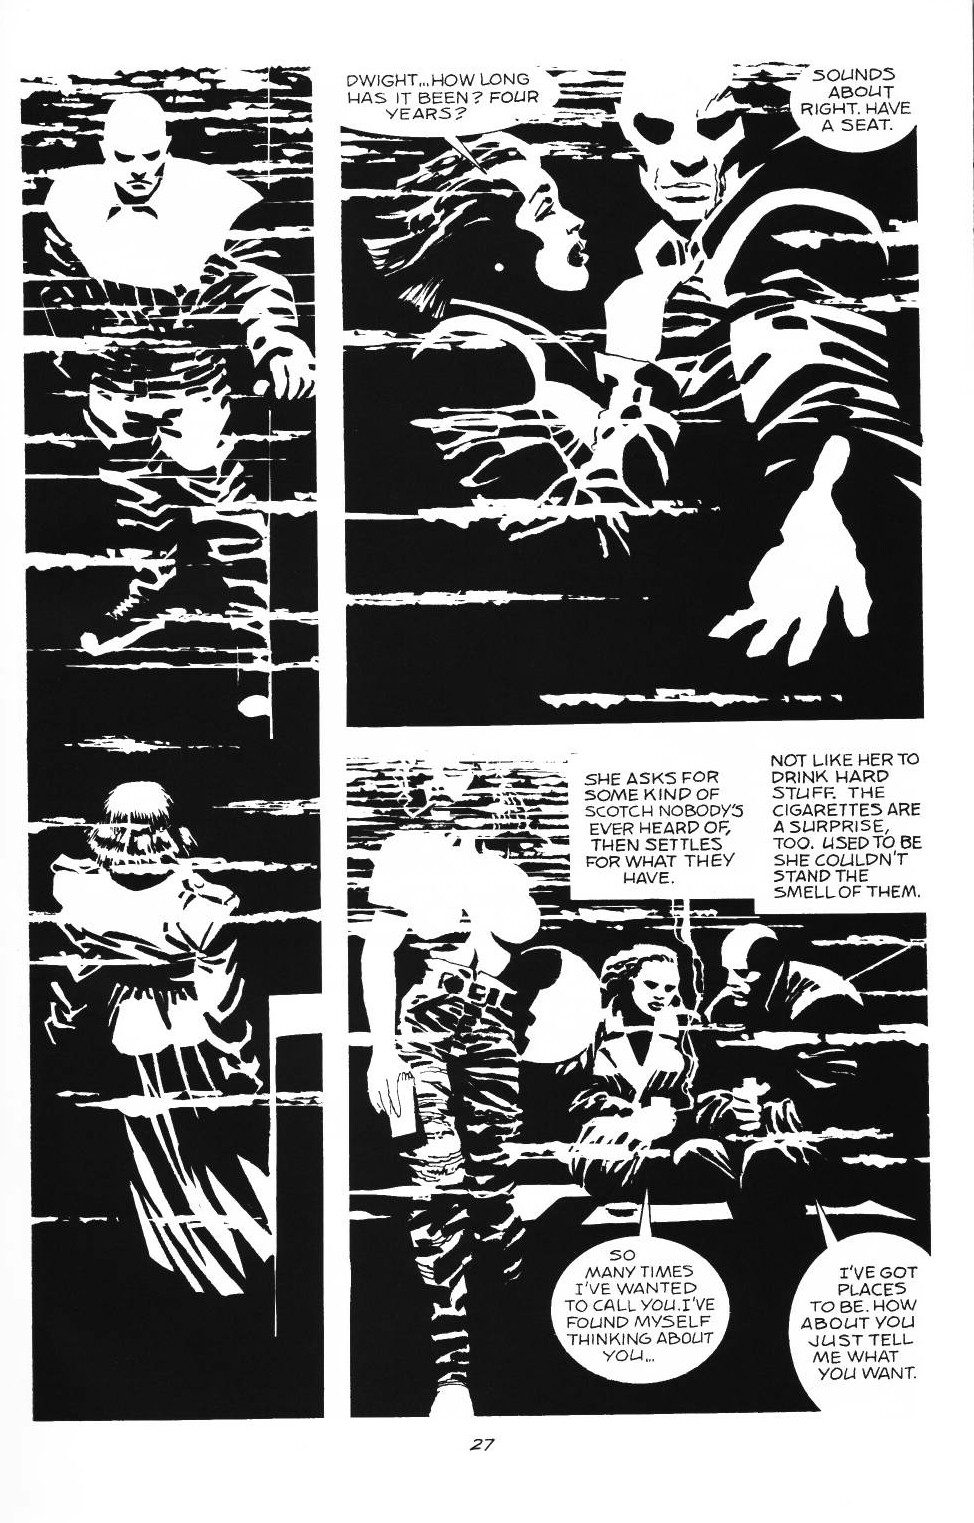 DWIGHT...HOW LONG
HAS IT BEEN? FOUR
YEARS?
SOUNDS
ABOUT
RIGHT. HAVE
A SEAT.
SHE ASKS FOR
SOME KIND OF
SCOTCH NOBODY'S
EVER HEARD OF,
THEN SETTLES
FOR WHAT THEY
HAVE.
NOT LIKE HER TO
DRINK HARD
STUFF. THE
CIGARETTES ARE
A SURPRISE,
TOO. USED TO BE
SHE COULDN'T
STAND THE
SMELL OF THEM.
SO
MANY TIMES
I'VE WANTED
TO CALL YOU. I'VE
FOUND MYSELF
THINKING ABOUT
YOU...
I'VE GOT
PLACES
TO BE. HOW
ABOUT YOU
JUST TELL
ME WHAT
YOU WANT.
27